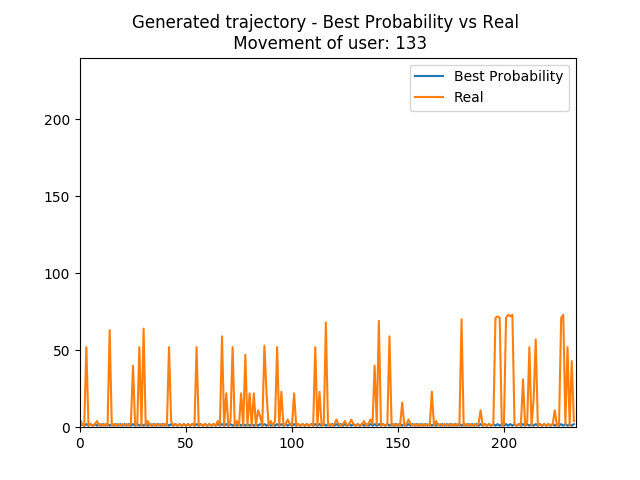 Generated trajectory - Best Probability vs Real
Movement of user: 133
Best Probability
Real
200
150
100
50
0
0 50 100 150 200